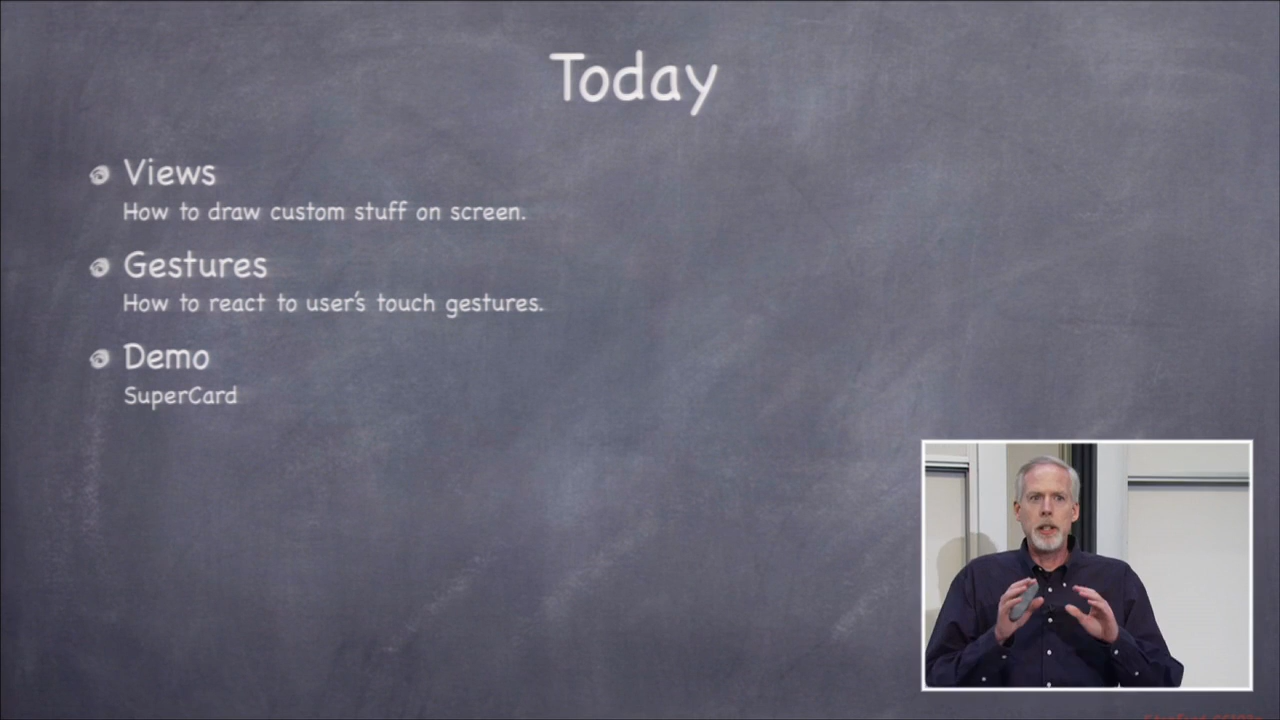 Today
Views
How to draw custom stuff on screen.
Gestures
How to react to user's touch gestures.
Demo
SuperCard